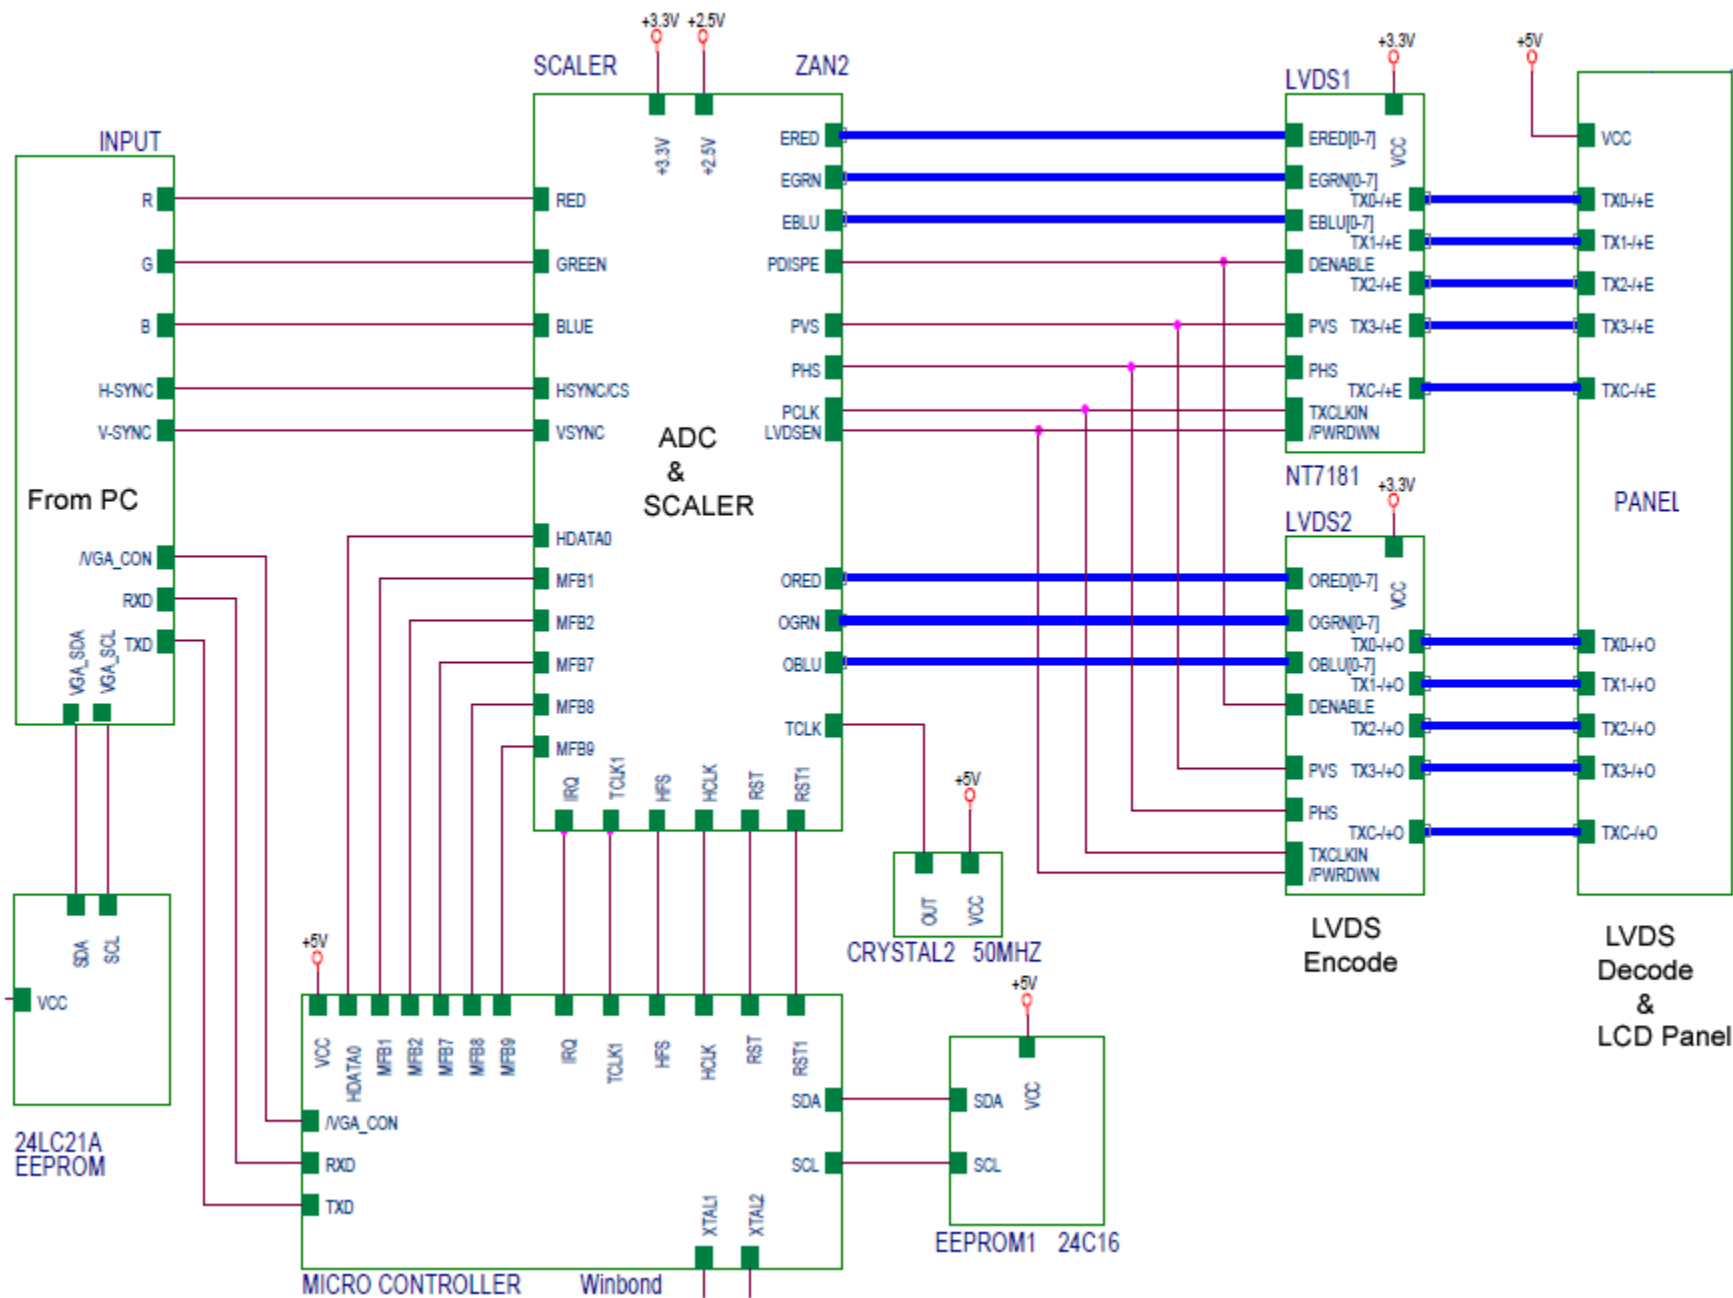 +3.3V +2.5V
SCALER ZAN2
+3.3V +2.5V
ERED
EGRN
EBLU
PDISPE
PVS
PHS
PCLK
LVDSEN
ORED
OGRN
OBLU
TCLK
RED
GREEN
BLUE
HSYNC/CS
VSYNC
ADC
&
SCALER
HDATA0
MFB1
MFB2
MFB7
MFB8
MFB9
IRQ TCLK1 HFS HCLK RST RST1
INPUT
R
G
B
H-SYNC
V-SYNC
From PC
/VGA_CON
RXD
TXD
VGA_SDA VGA_SCL
SDA SCL
VCC
24LC21A
EEPROM
+3.3V
LVDS1
VCC
ERED[0-7]
EGRN[0-7]
TX0-/+E
EBLU[0-7]
TX1-/+E
DENABLE
TX2-/+E
PVS TX3-/+E
PHS
TXC-/+E
TXCLKIN
/PWRDWN
NT7181
+3.3V
LVDS2
VCC
ORED[0-7]
OGRN[0-7]
TX0-/+O
OBLU[0-7]
TX1-/+O
DENABLE
TX2-/+O
PVS TX3-/+O
PHS
TXC-/+O
TXCLKIN
/PWRDWN
LVDS
Encode
+5V
VCC
TX0-/+E
TX1-/+E
TX2-/+E
TX3-/+E
TXC-/+E
PANEL
TX0-/+O
TX1-/+O
TX2-/+O
TX3-/+O
TXC-/+O
LVDS
Decode
&
LCD Panel
+5V
OUT VCC
CRYSTAL2 50MHZ
+5V
VCC
SDA
SCL
EEPROM1 24C16
+5V
VCC HDATA0 MFB1 MFB2 MFB7 MFB8 MFB9 IRQ TCLK1 HFS HCLK RST RST1
/VGA_CON
RXD
TXD
SDA
SCL
XTAL1 XTAL2
MICRO CONTROLLER Winbond